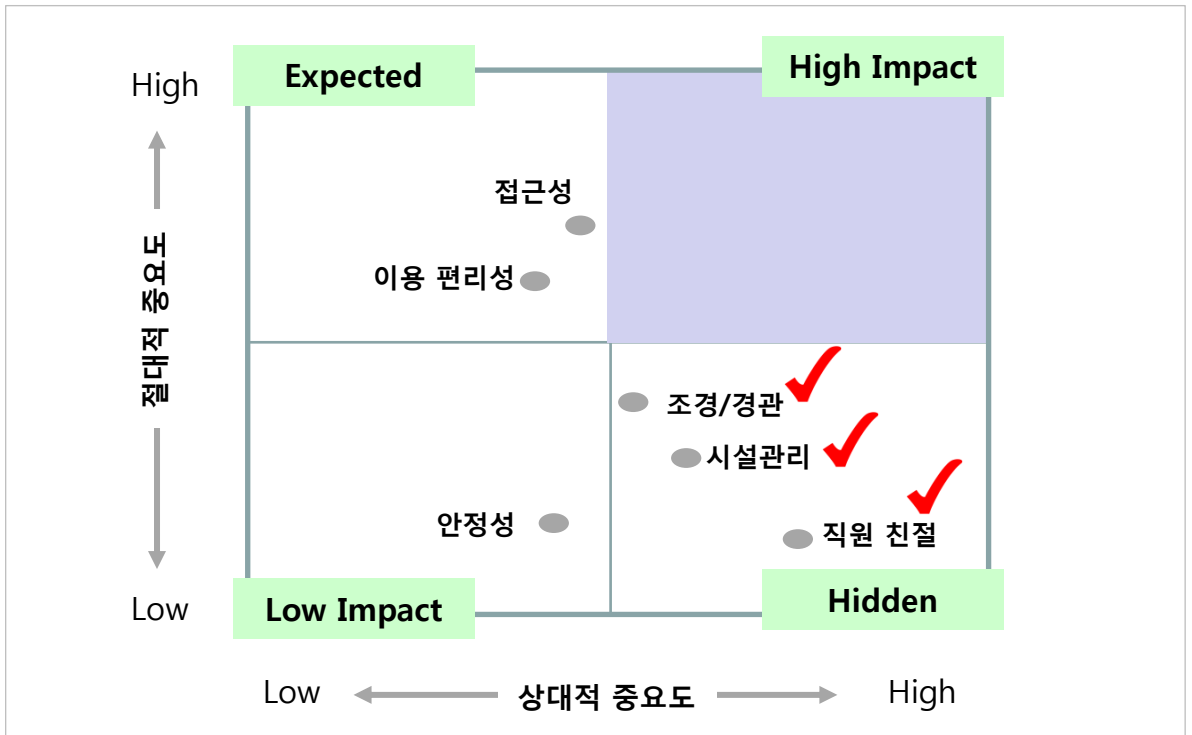 High
Expected
High Impact
접근성
이용 편리성
절대적 중요도
조경/경관
시설관리
안정성
직원 친절
Low
Low Impact
Hidden
Low
상대적 중요도
High